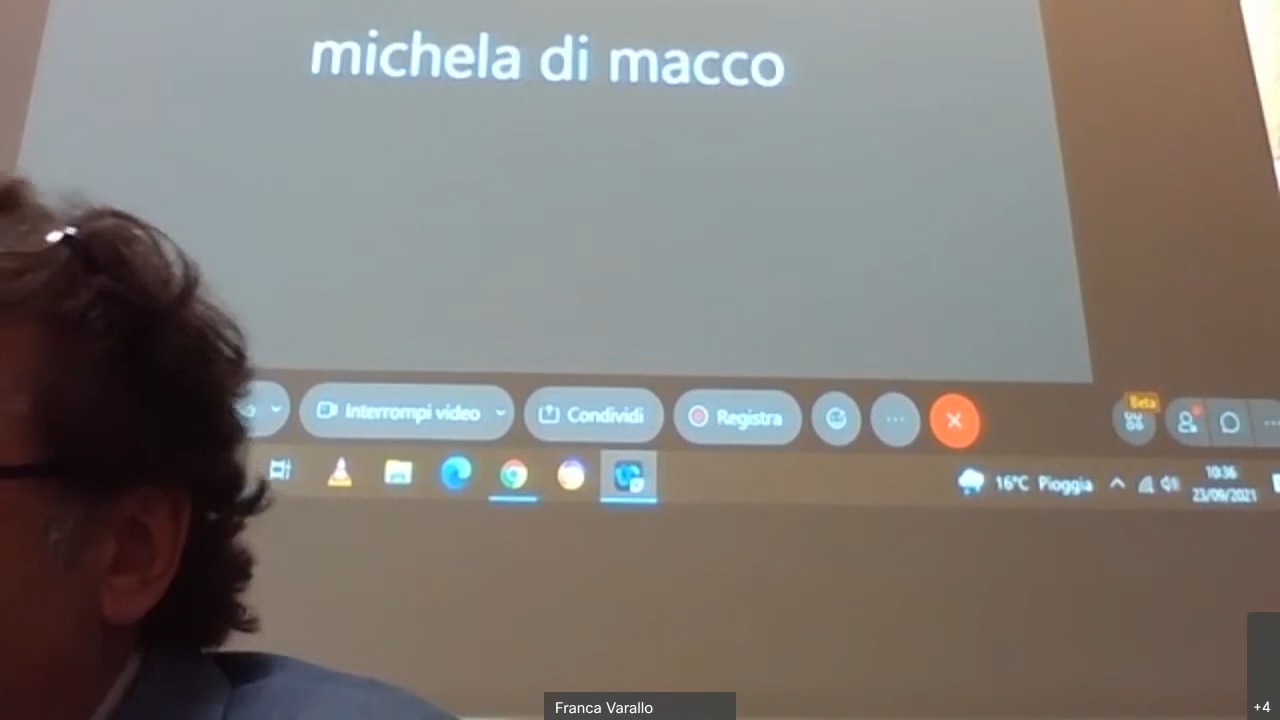 michela di macco
Interrompi video
Condividi
Registra
Beta
16°C Pioggia
10:36
23/09/2021
Franca Varallo
+4